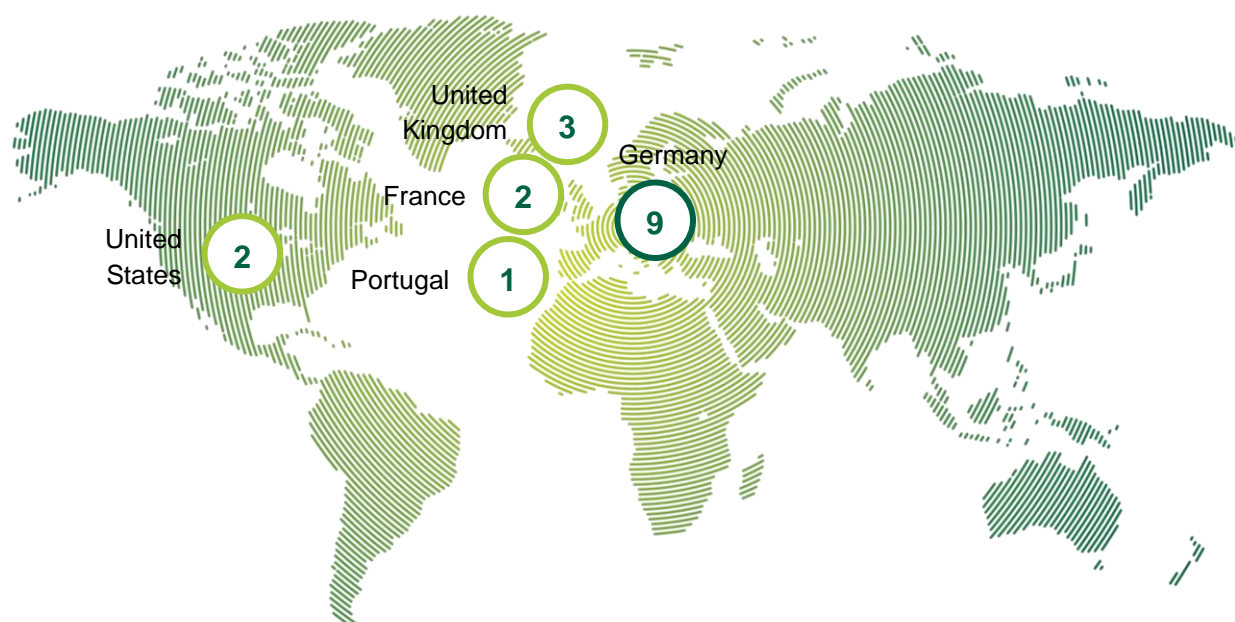 United
Kingdom
3
Germany
France
2
9
United
States
2
Portugal
1